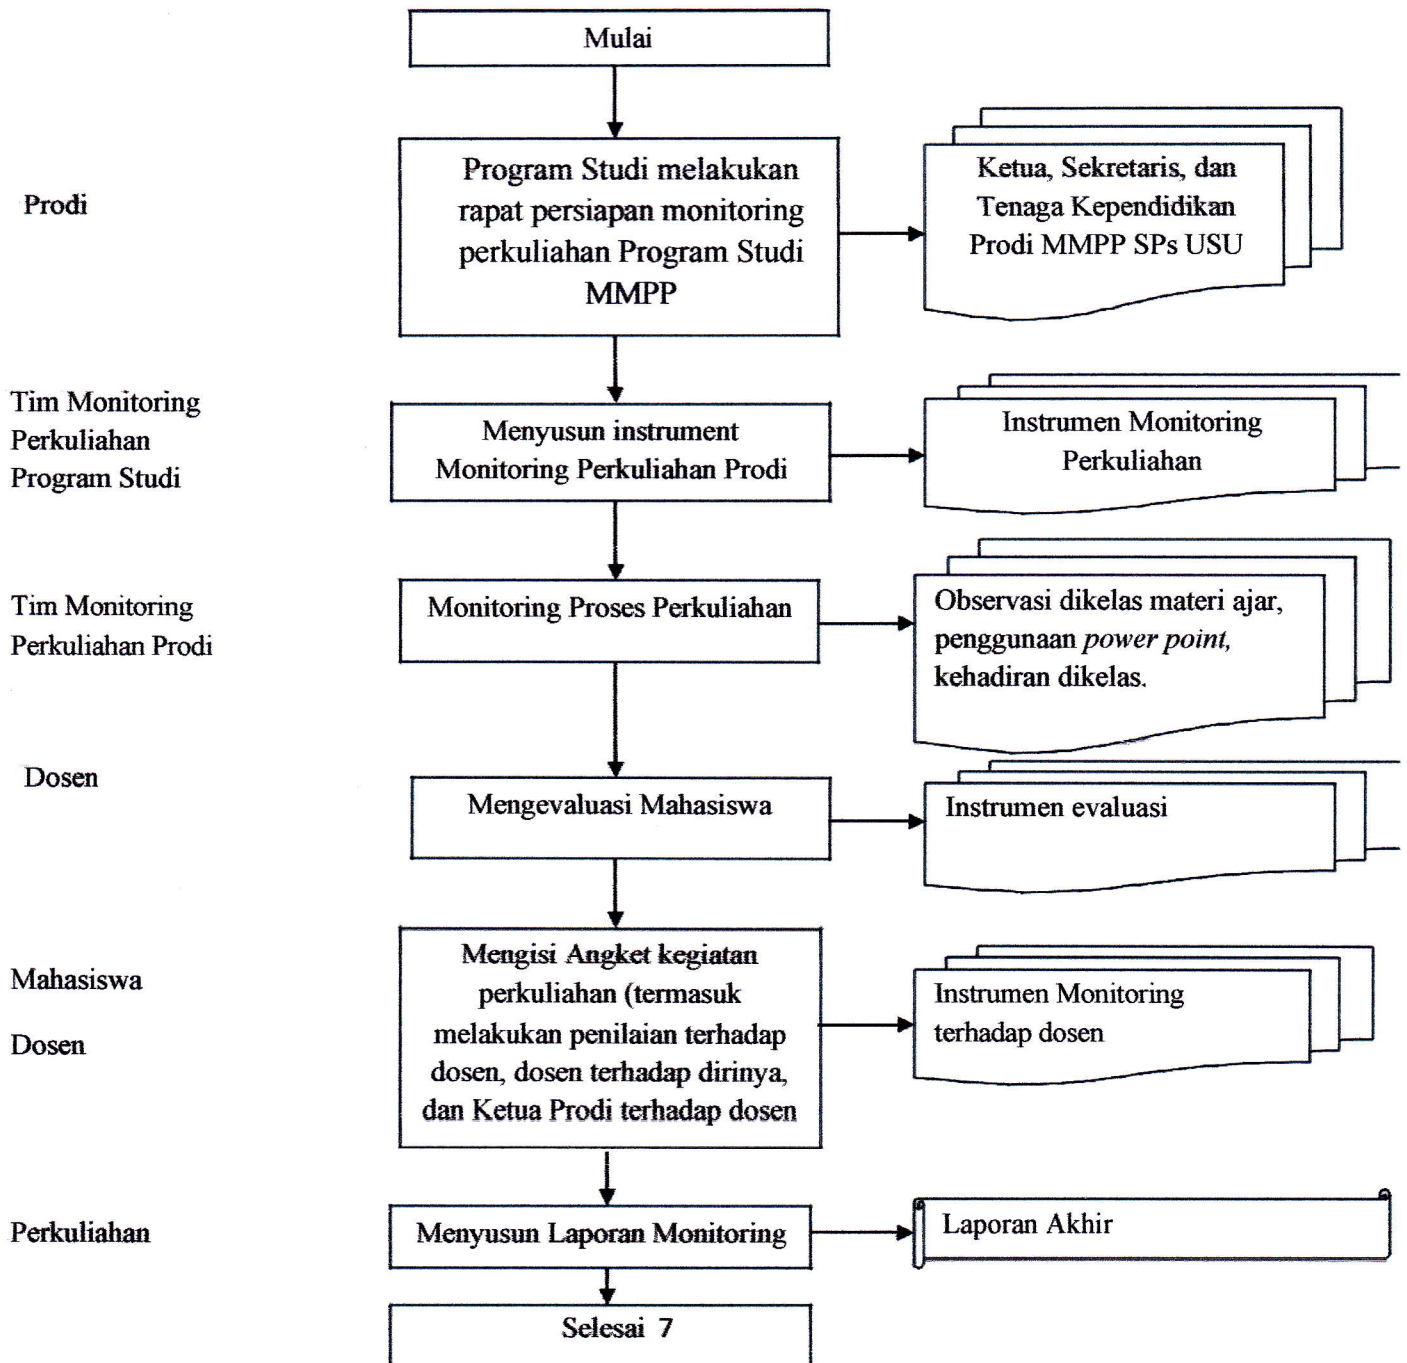 Mulai
Prodi
Program Studi melakukan
rapat persiapan monitoring
perkuliahan Program Studi
MMPP
Ketua, Sekretaris, dan
Tenaga Kependidikan
Prodi MMPP SPs USU
Tim Monitoring
Perkuliahan
Program Studi
Menyusun instrument
Monitoring Perkuliahan Prodi
Instrumen Monitoring
Perkuliahan
Tim Monitoring
Perkuliahan Prodi
Monitoring Proses Perkuliahan
Observasi dikelas materi ajar,
penggunaan power point,
kehadiran dikelas.
Dosen
Mengevaluasi Mahasiswa
Instrumen evaluasi
Mahasiswa
Dosen
Mengisi Angket kegiatan
perkuliahan (termasuk
melakukan penilaian terhadap
dosen, dosen terhadap dirinya,
dan Ketua Prodi terhadap dosen
Instrumen Monitoring
terhadap dosen
Perkuliahan
Menyusun Laporan Monitoring
Laporan Akhir
Selesai 7